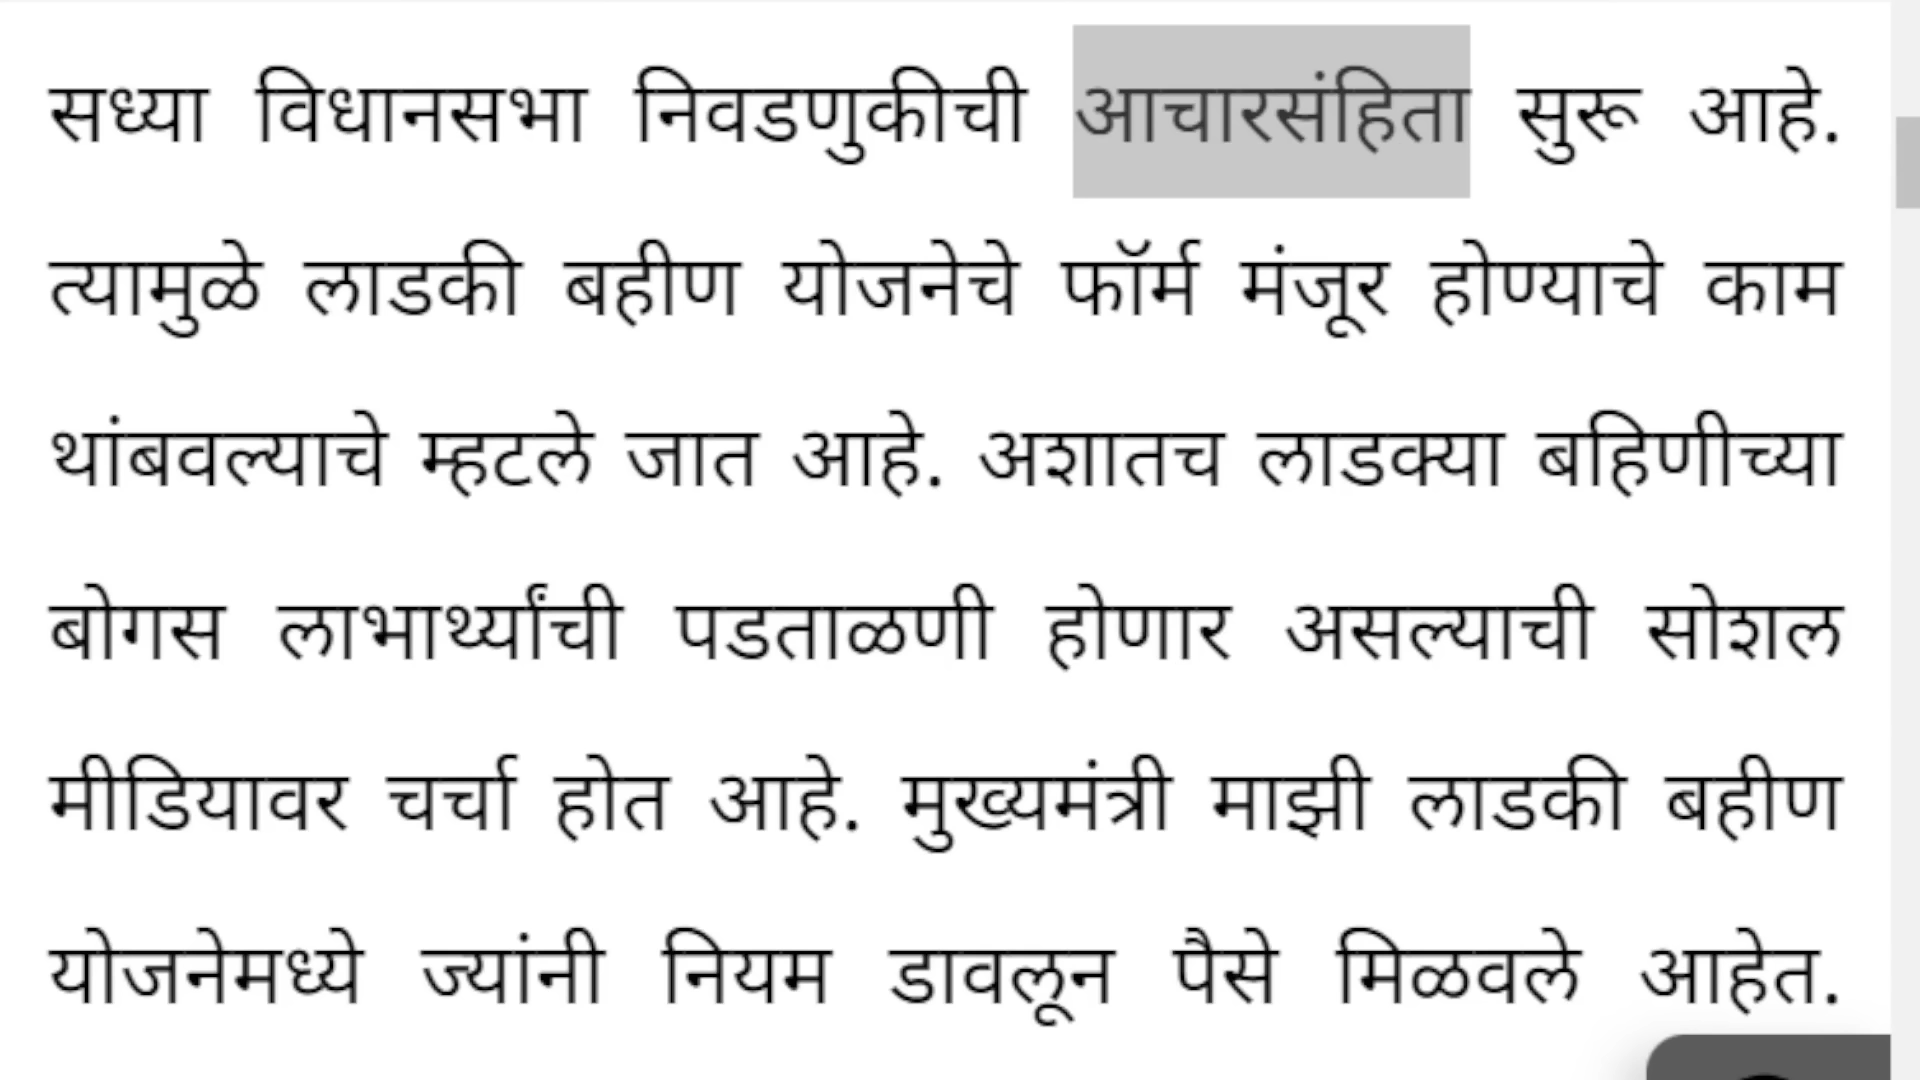 सध्या विधानसभा निवडणुकीची आचारसंहिता सुरू आहे.
त्यामुळे लाडकी बहीण योजनेचे फॉर्म मंजूर होण्याचे काम
थांबवल्याचे म्हटले जात आहे. अशातच लाडक्या बहिणीच्या
बोगस लाभार्थ्यांची पडताळणी होणार असल्याची सोशल
मीडियावर चर्चा होत आहे. मुख्यमंत्री माझी लाडकी बहीण
योजनेमध्ये ज्यांनी नियम डावलून पैसे मिळवले आहेत.